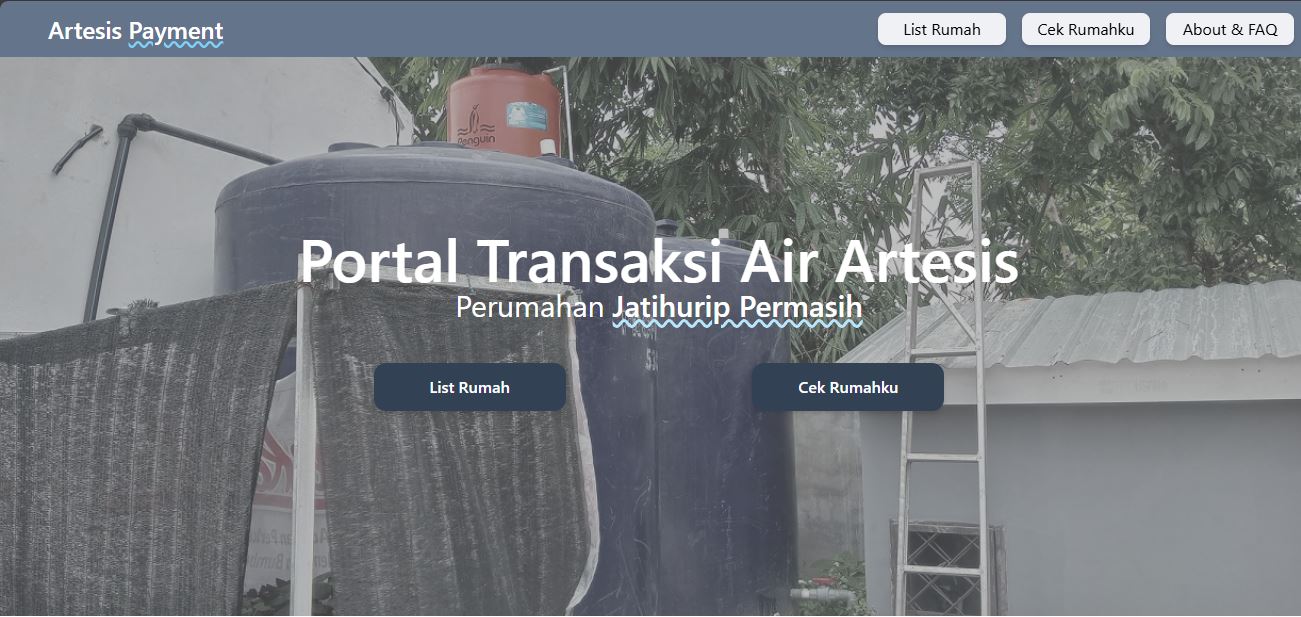 Artesis Payment
List Rumah
Cek Rumahku
About & FAQ
Penguin
Portal Transaksi Air Artesis
Perumahan Jatihurip Permasih
List Rumah
Cek Rumahku